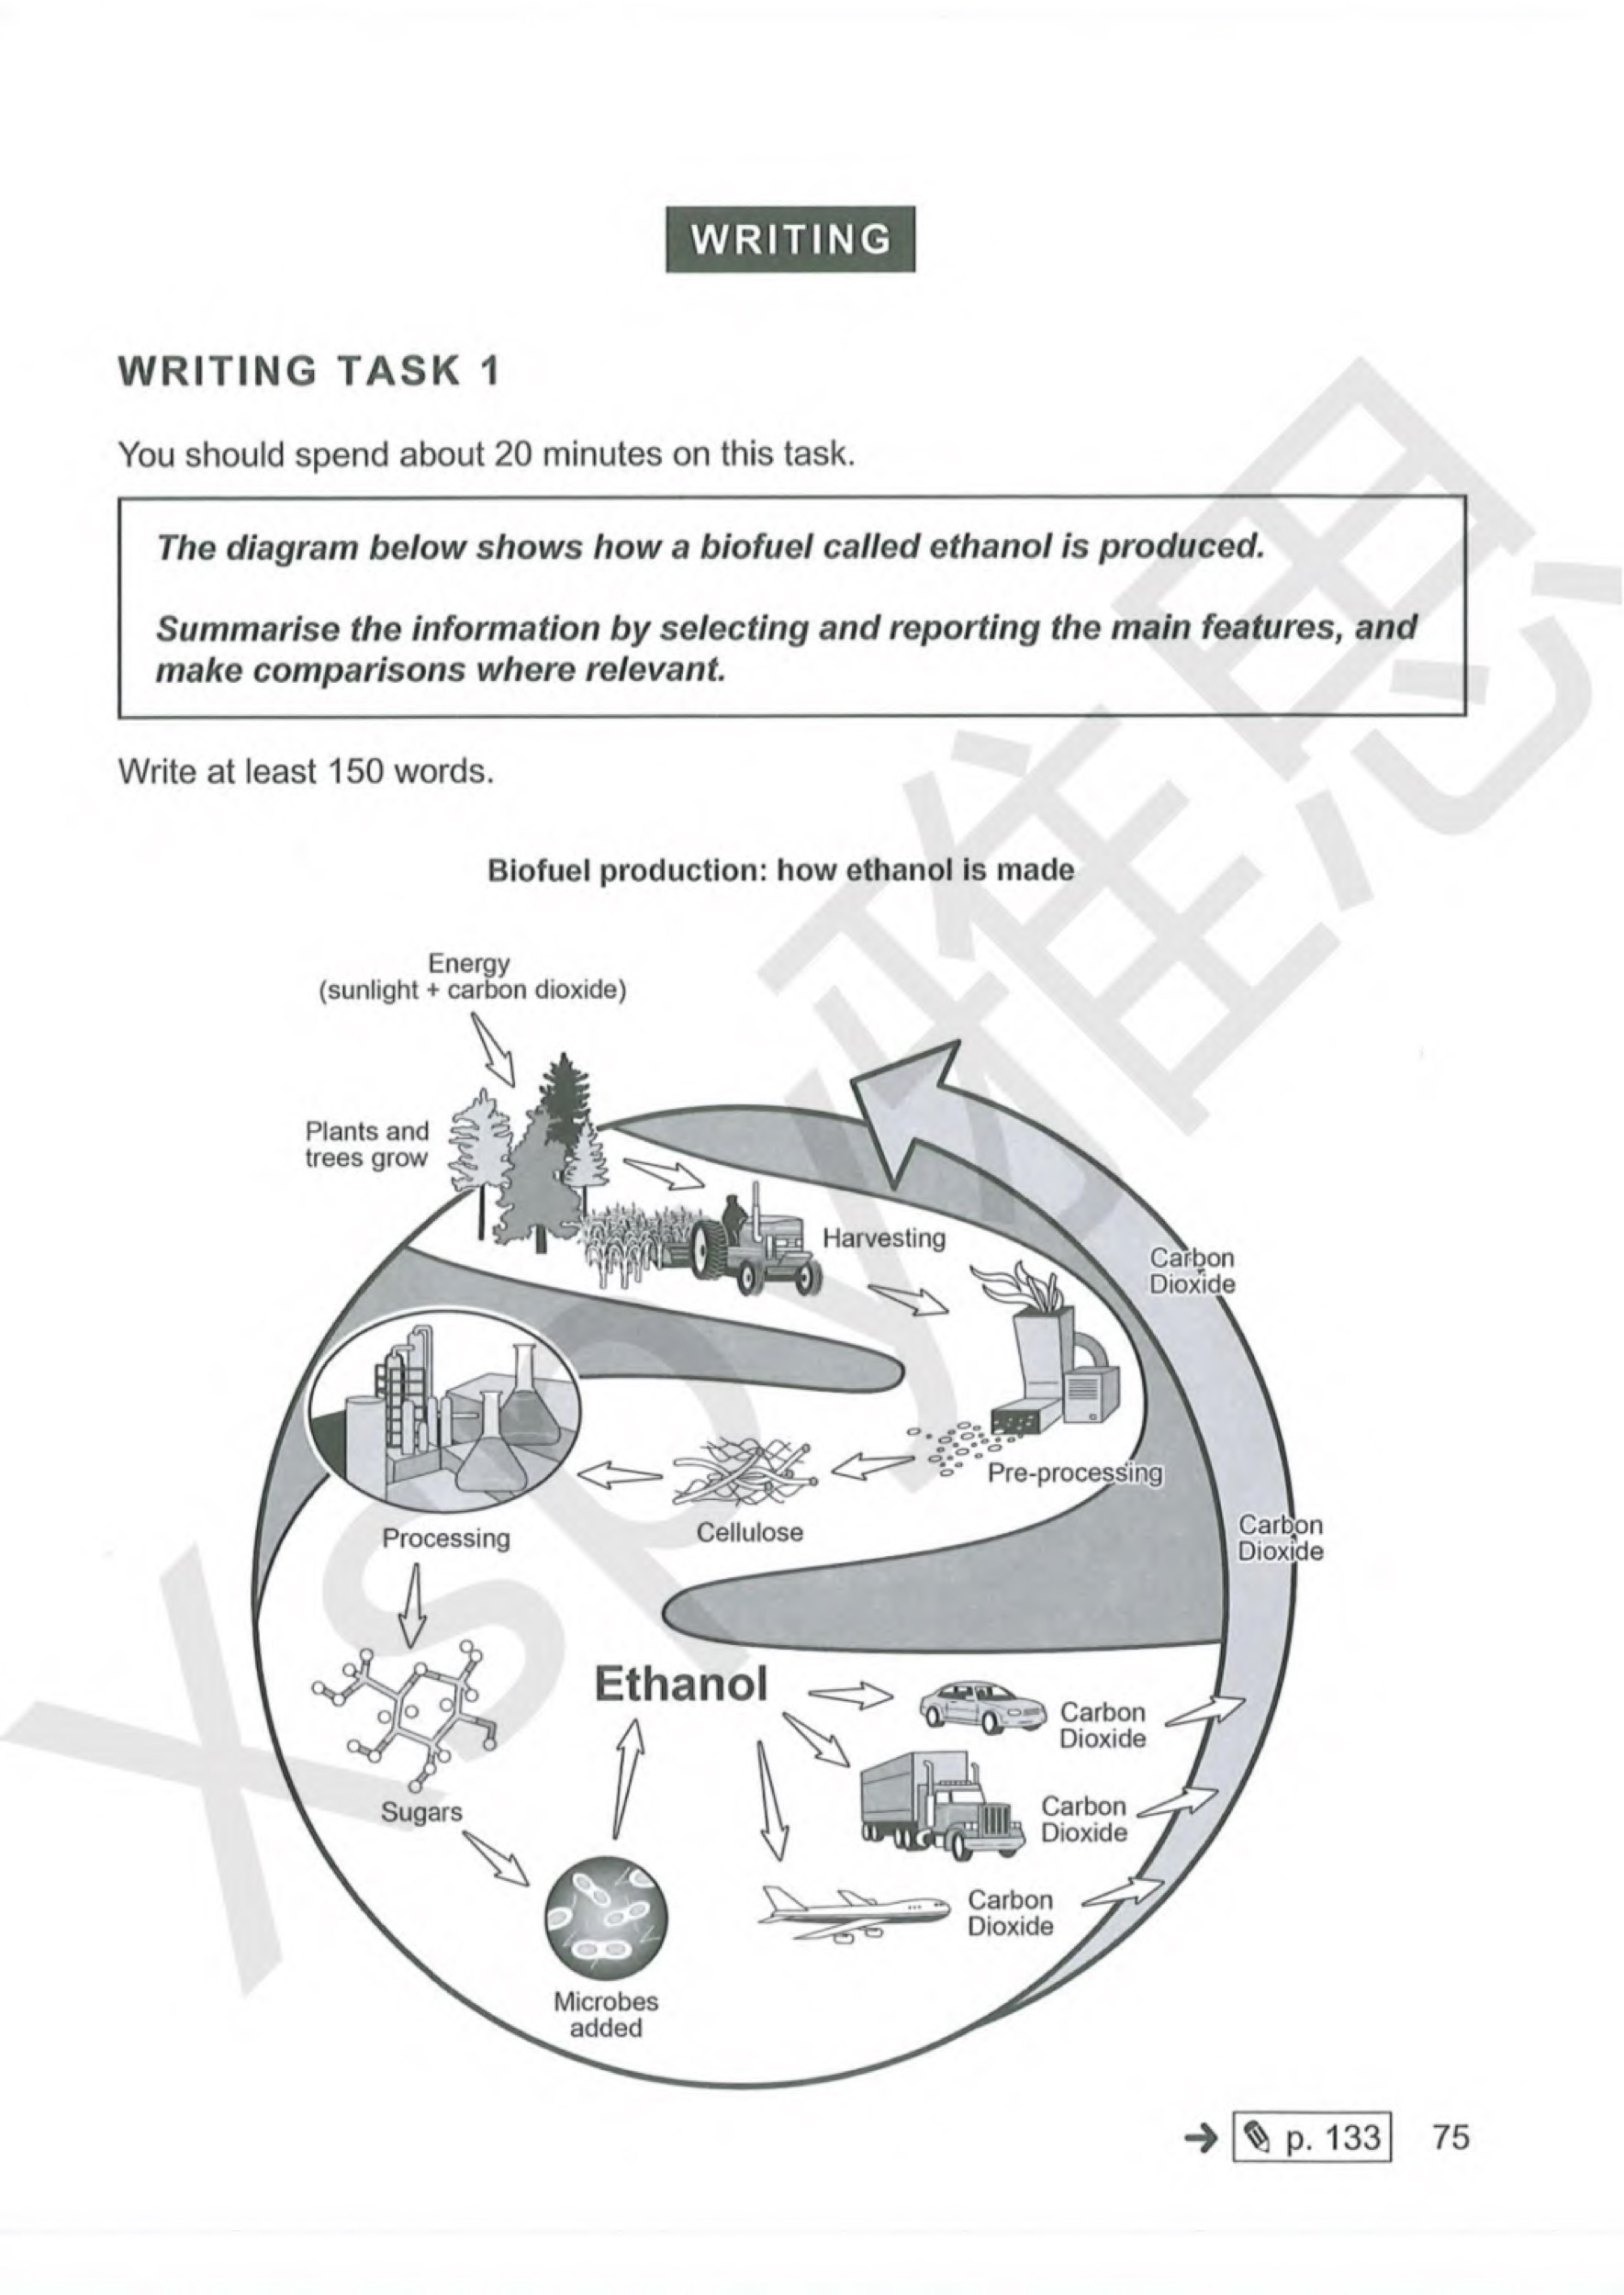 WRITING
WRITING TASK 1
You should spend about 20 minutes on this task.
The diagram below shows how a biofuel called ethanol is produced.
Summarise the information by selecting and reporting the main features, and
make comparisons where relevant.
Write at least 150 words.
Biofuel production: how ethanol is made
Energy
(sunlight + carbon dioxide)
Plants and
trees grow
Harvesting
Carbon
Dioxide
Pre-processing
Cellulose
Processing
Carbon
Dioxide
Ethanol
Carbon
Dioxide
Carbon
Dioxide
Sugars
Carbon
Dioxide
Microbes
added
p. 133
75
Xspy雅思